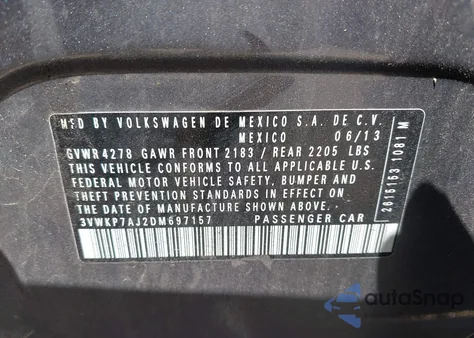 MFD BY VOLKSWAGEN DE MEXICO S.A. DE C.V.
MEXICO 06/13
GVWR 4278 GAWR FRONT 2183 / REAR 2205 LBS
THIS VEHICLE CONFORMS TO ALL APPLICABLE U.S.
FEDERAL MOTOR VEHICLE SAFETY, BUMPER AND
THEFT PREVENTION STANDARDS IN EFFECT ON THE
DATE OF MANUFACTURE SHOWN ABOVE.
3VWKP7AJ2DM697157 PASSENGER CAR
2615153 1081 M
autoSnap